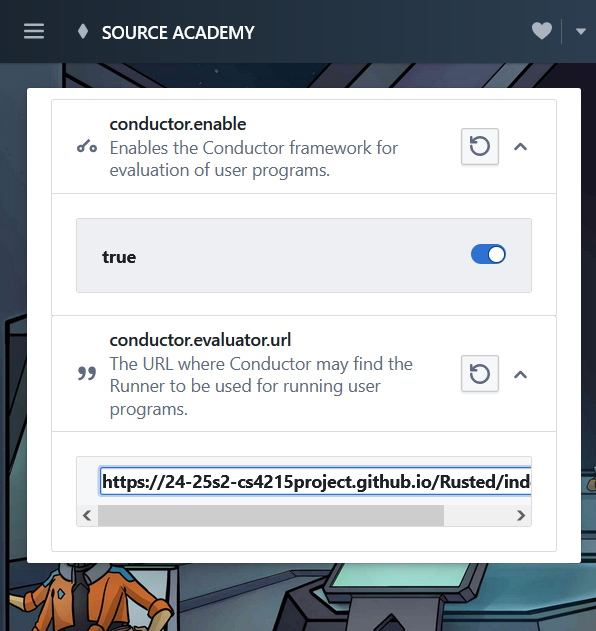 SOURCE ACADEMY
conductor.enable
Enables the Conductor framework for
evaluation of user programs.
true
conductor.evaluator.url
The URL where Conductor may find the
Runner to be used for running user
programs.
https://24-25s2-cs4215project.github.io/Rusted/ind